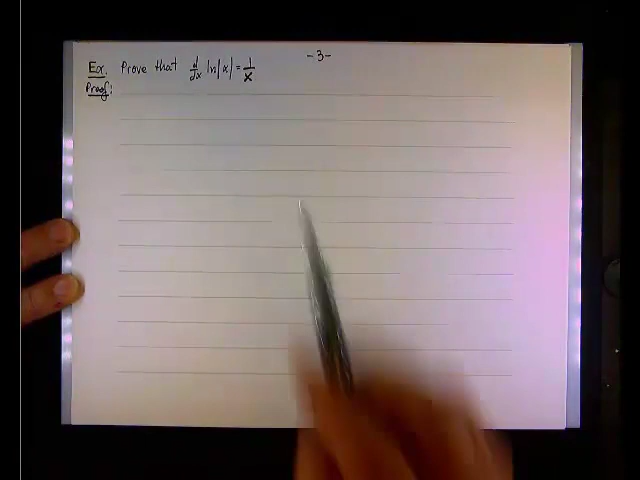 -3-
Ex. Prove that d/dx ln|x| = 1/x
Proof: